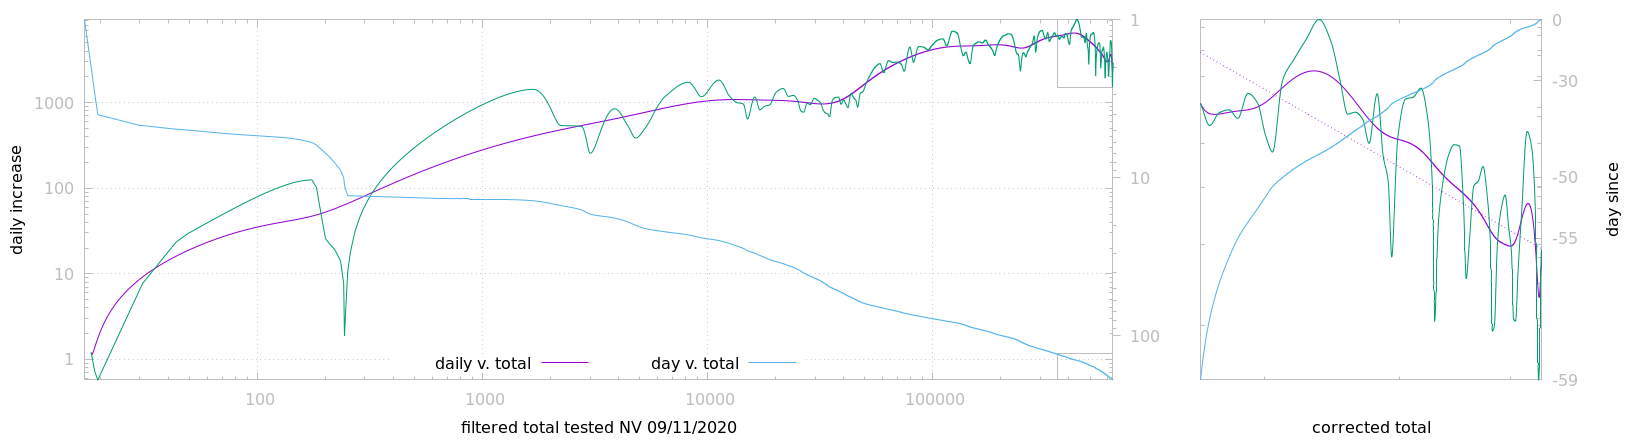 daily increase
1000
100
10
1
1
10
100
daily v. total
day v. total
100
1000
10000
100000
filtered total tested NV 09/11/2020
0
-30
-50
-55
-59
day since
corrected total